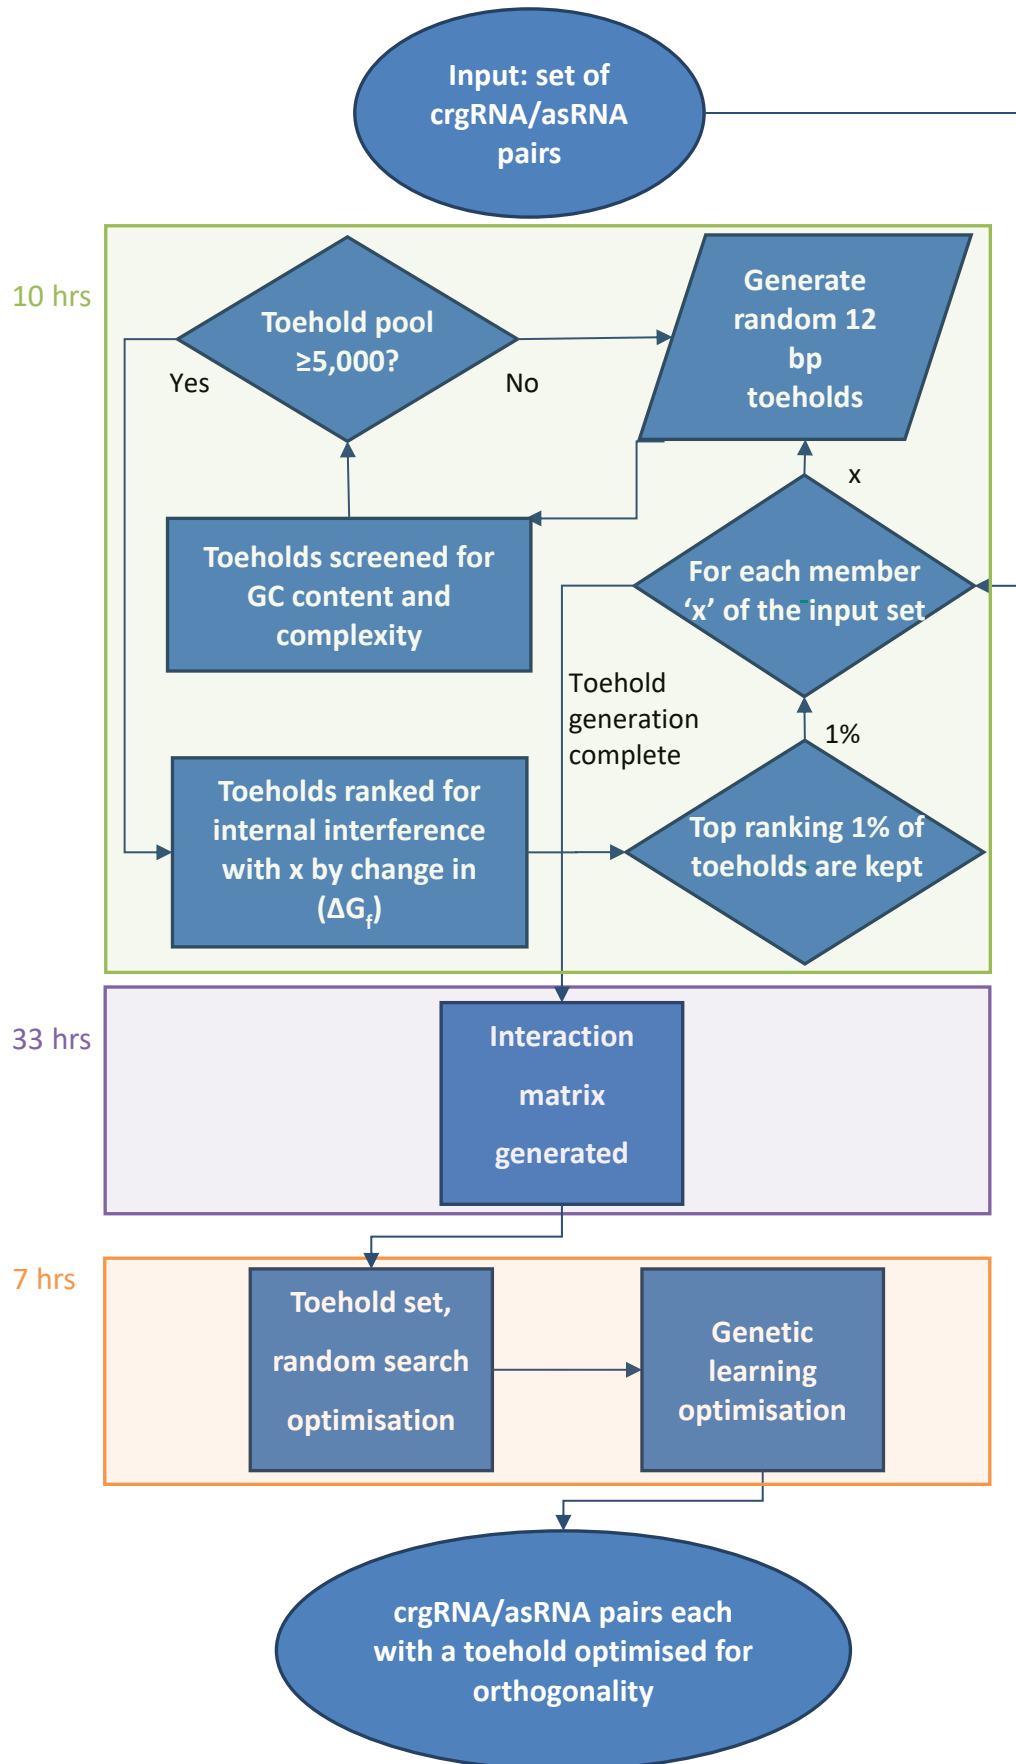 Input: set of
crgRNA/asRNA
pairs
10 hrs
Toehold pool
≥5,000?
Yes
No
Generate
random 12
bp
toeholds
x
Toeholds screened for
GC content and
complexity
For each member
‘x’ of the input set
Toehold
generation
complete
1%
Toeholds ranked for
internal interference
with x by change in
(ΔGf)
Top ranking 1% of
toeholds are kept
33 hrs
Interaction
matrix
generated
7 hrs
Toehold set,
random search
optimisation
Genetic
learning
optimisation
crgRNA/asRNA pairs each
with a toehold optimised for
orthogonality